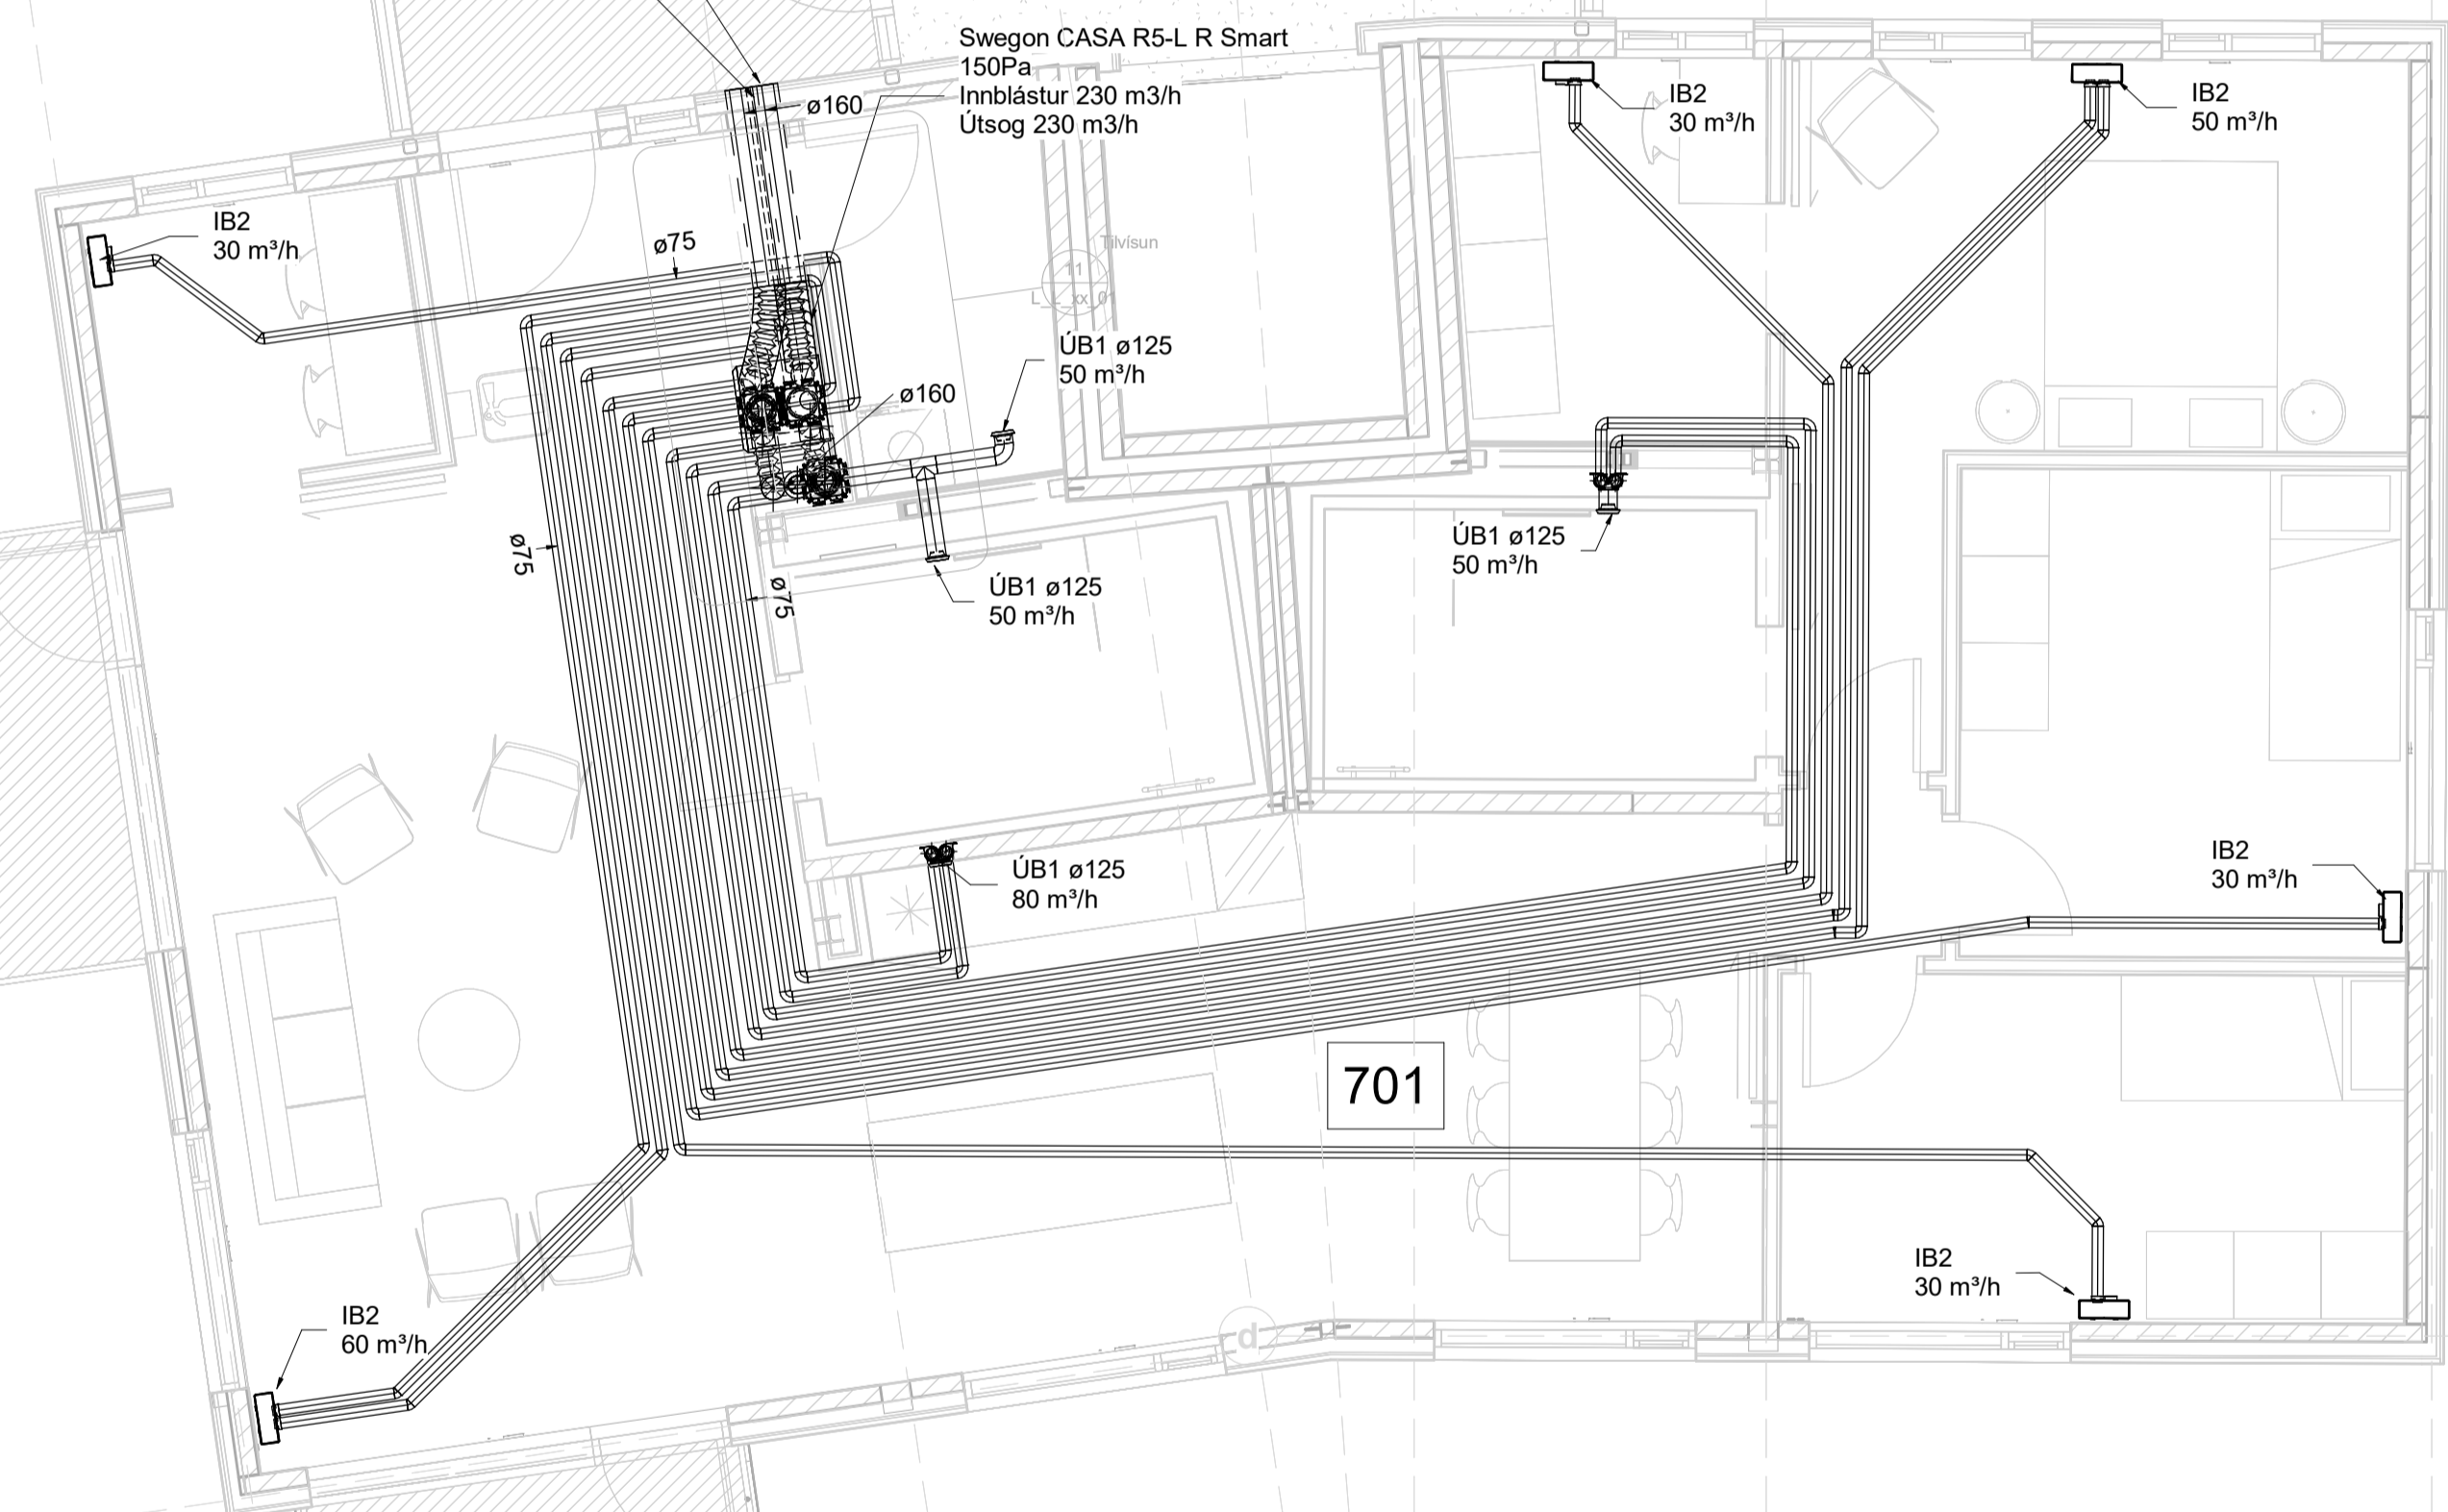 Swegon CASA R5-L R Smart
150Pa
Innblástur 230 m3/h
Útsog 230 m3/h
ø160
IB2
30 m³/h
IB2
50 m³/h
IB2
30 m³/h
ø75
Tilvísun
11
L_L_xx_01
ÚB1 ø125
50 m³/h
ø160
ÚB1 ø125
50 m³/h
ø75
ø75
ÚB1 ø125
50 m³/h
ÚB1 ø125
80 m³/h
IB2
30 m³/h
701
IB2
30 m³/h
IB2
60 m³/h
d